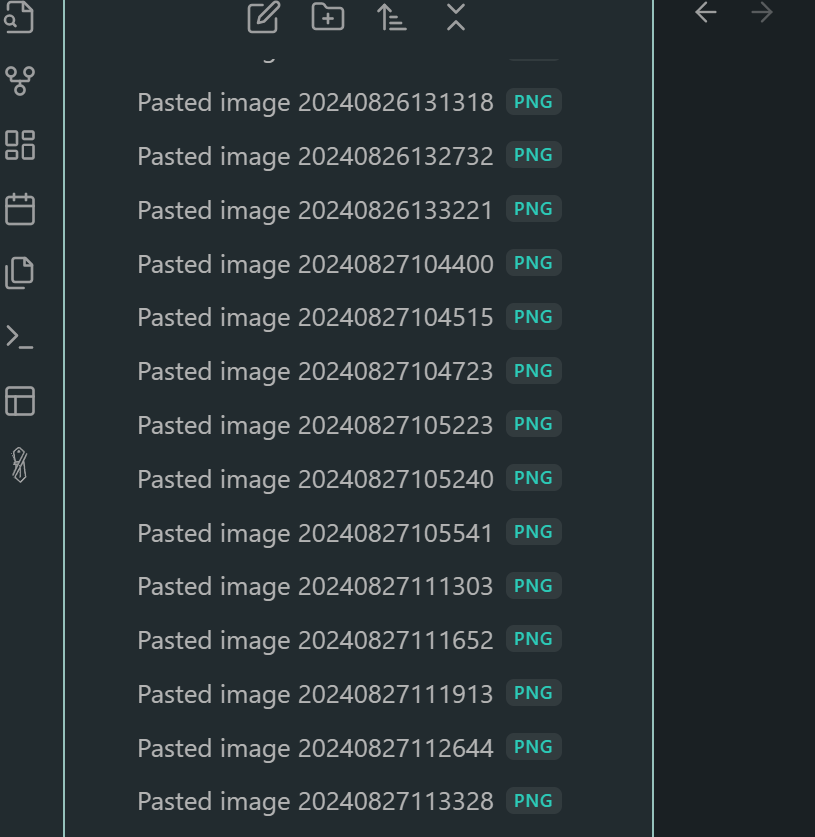 Pasted image 20240826131318 PNG
Pasted image 20240826132732 PNG
Pasted image 20240826133221 PNG
Pasted image 20240827104400 PNG
Pasted image 20240827104515 PNG
Pasted image 20240827104723 PNG
Pasted image 20240827105223 PNG
Pasted image 20240827105240 PNG
Pasted image 20240827105541 PNG
Pasted image 20240827111303 PNG
Pasted image 20240827111652 PNG
Pasted image 20240827111913 PNG
Pasted image 20240827112644 PNG
Pasted image 20240827113328 PNG